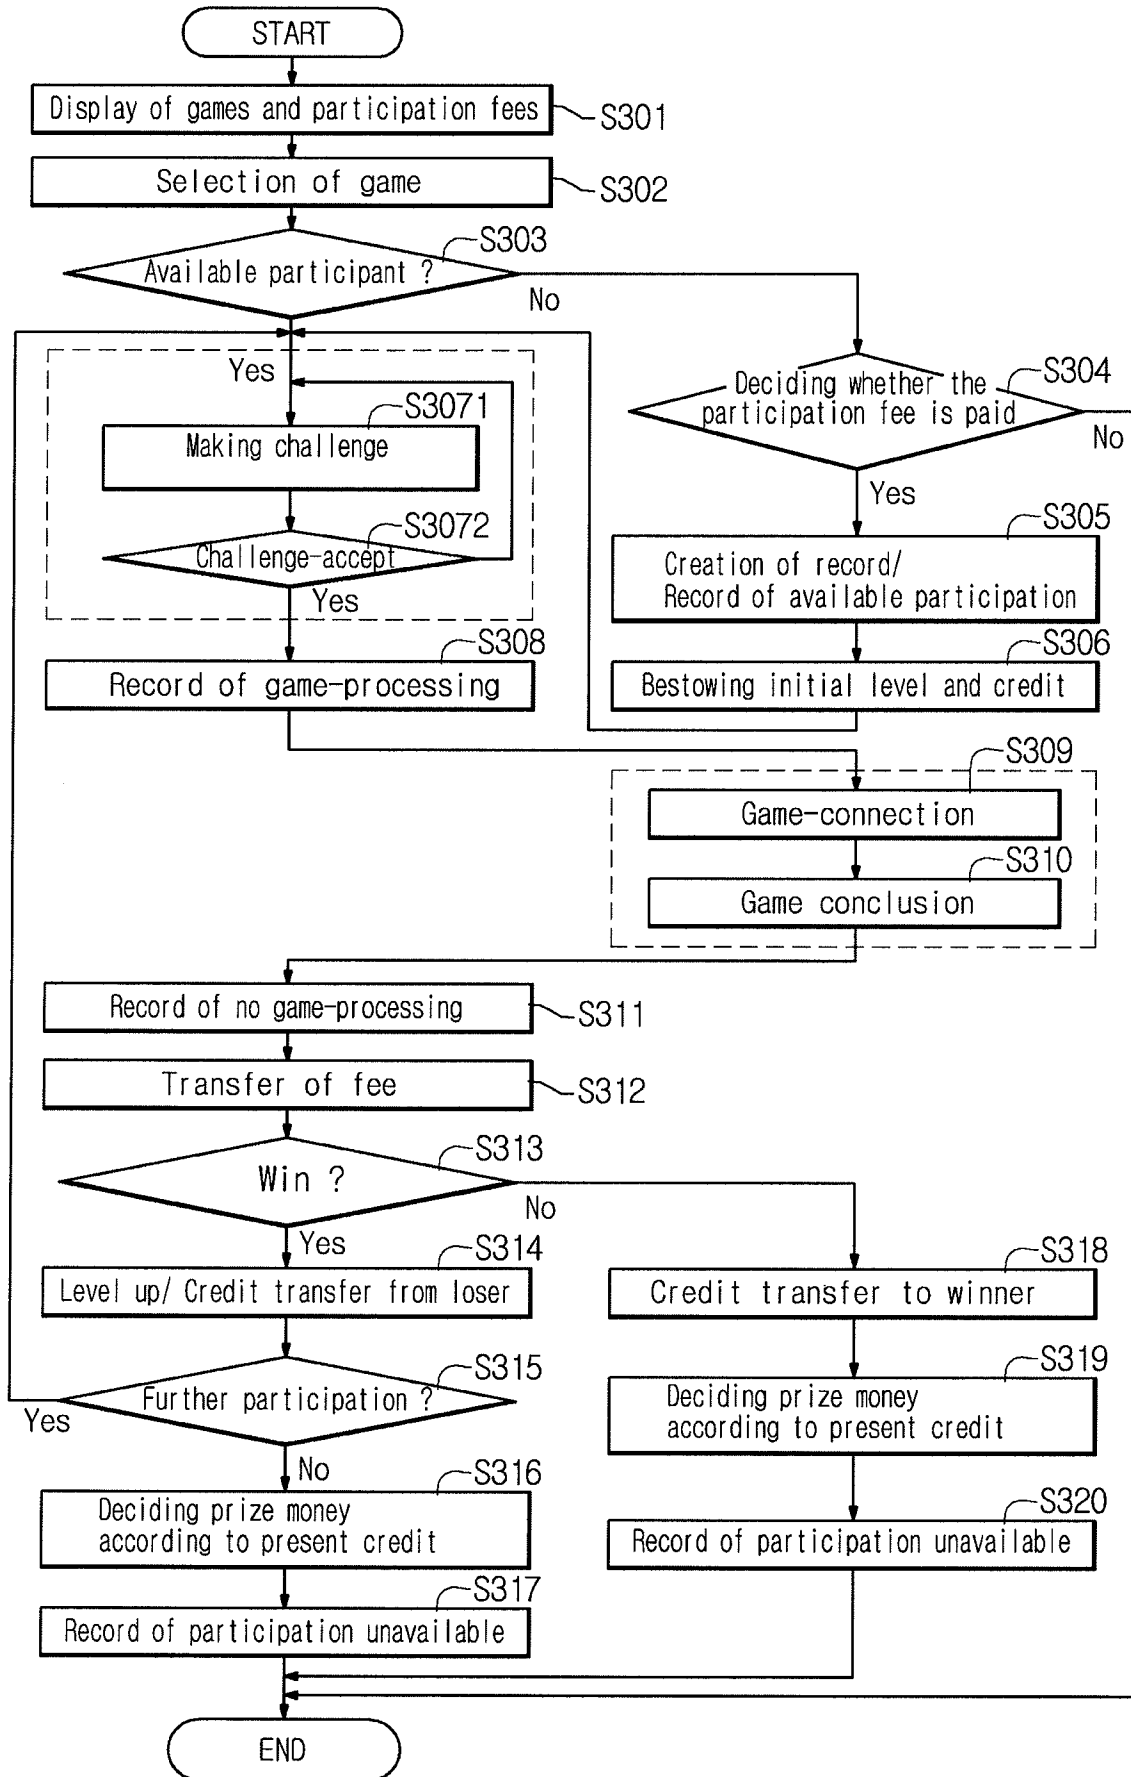 START
Display of games and participation fees
S301
Selection of game
S302
S303
Available participant ?
No
Yes
Deciding whether the
participation fee is paid
S304
No
Yes
S3071
Making challenge
S3072
Challenge-accept
Yes
S305
Creation of record/
Record of available participation
S306
Bestowing initial level and credit
S308
Record of game-processing
S309
Game-connection
S310
Game conclusion
Record of no game-processing
S311
Transfer of fee
S312
S313
Win ?
No
Yes
S314
Level up/ Credit transfer from loser
S315
Further participation ?
Yes
No
S316
Deciding prize money
according to present credit
S317
Record of participation unavailable
S318
Credit transfer to winner
S319
Deciding prize money
according to present credit
S320
Record of participation unavailable
END